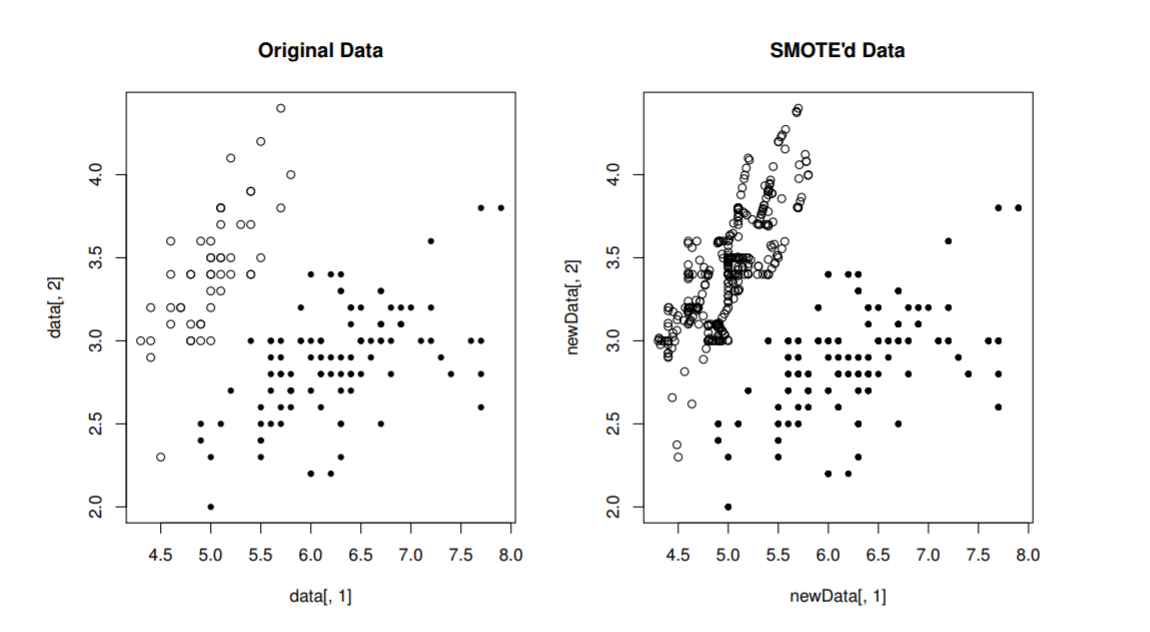 Original Data
4.0
3.5
3.0
2.5
2.0
data[, 2]
4.5 5.0 5.5 6.0 6.5 7.0 7.5 8.0
data[, 1]
SMOTE'd Data
4.0
3.5
3.0
2.5
2.0
newData[, 2]
4.5 5.0 5.5 6.0 6.5 7.0 7.5 8.0
newData[, 1]